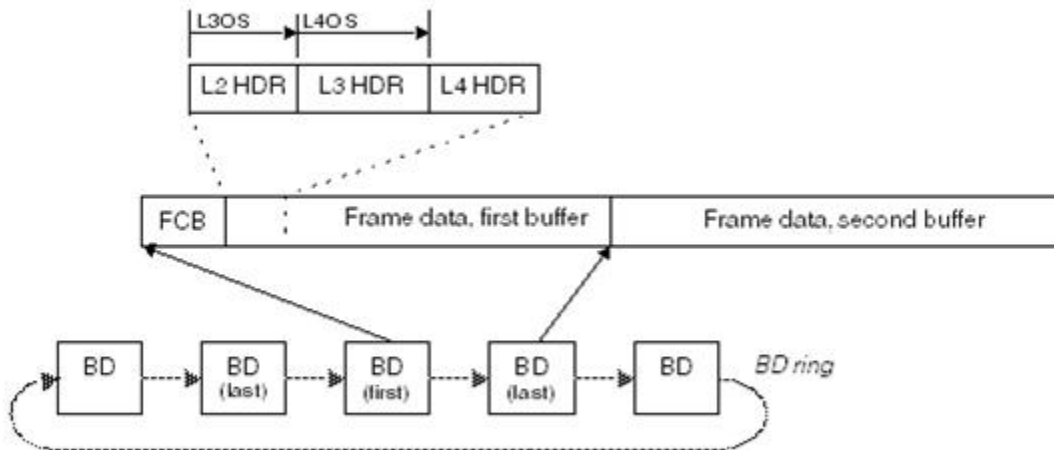 L3OS L4OS
L2 HDR L3 HDR L4 HDR
FCB Frame data, first buffer Frame data, second buffer
BD BD BD BD BD BD ring
(last) (first) (last)